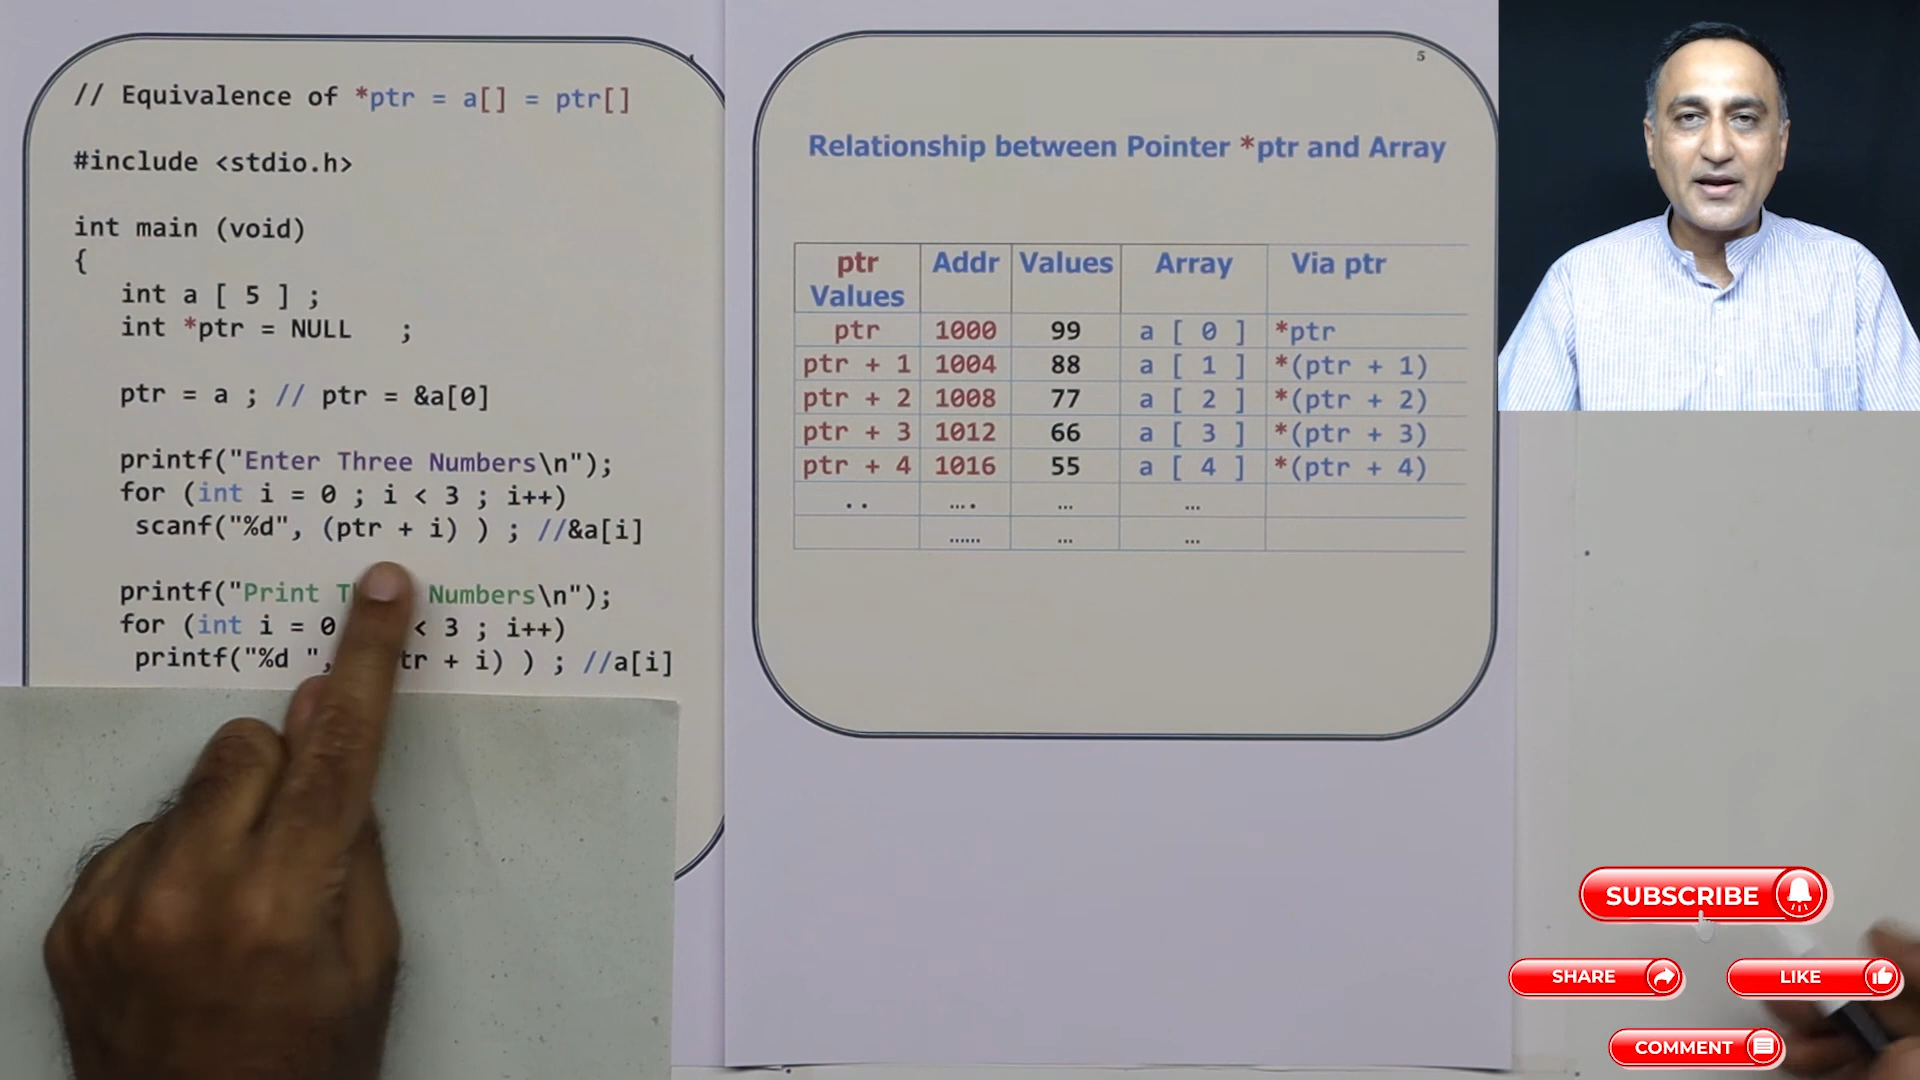 // Equivalence of *ptr = a[] = ptr[]
#include <stdio.h>
int main (void)
{
int a [ 5 ] ;
int *ptr = NULL ;
ptr = a ; // ptr = &a[0]
printf("Enter Three Numbers\n");
for (int i = 0 ; i < 3 ; i++)
scanf("%d", (ptr + i) ) ; //&a[i]
printf("Print Numbers\n");
for (int i = 0 < 3 ; i++)
printf("%d ", + i) ) ; //a[i]
5
Relationship between Pointer *ptr and Array
ptr Values Addr Values Array Via ptr
ptr 1000 99 a [ 0 ] *ptr
ptr + 1 1004 88 a [ 1 ] *(ptr + 1)
ptr + 2 1008 77 a [ 2 ] *(ptr + 2)
ptr + 3 1012 66 a [ 3 ] *(ptr + 3)
ptr + 4 1016 55 a [ 4 ] *(ptr + 4)
.. .... ... ...
...... ... ...
SUBSCRIBE
SHARE LIKE
COMMENT